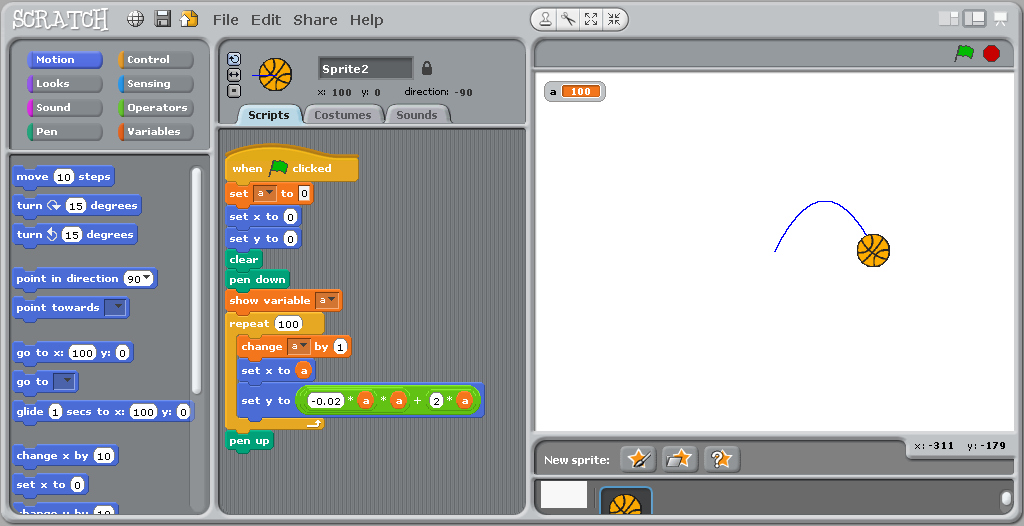 SCRATCH File Edit Share Help
Motion Control
Looks Sensing
Sound Operators
Pen Variables
move 10 steps
turn 15 degrees
turn 15 degrees
point in direction 90
point towards
go to x: 100 y: 0
go to
glide 1 secs to x: 100 y: 0
change x by 10
set x to 0
change y by 10
Sprite2
x: 100 y: 0 direction: -90
Scripts Costumes Sounds
when clicked
set a to 0
set x to 0
set y to 0
clear
pen down
show variable a
repeat 100
change a by 1
set x to a
set y to -0.02 * a * a + 2 * a
pen up
a 100
x: -311 y: -179
New sprite: